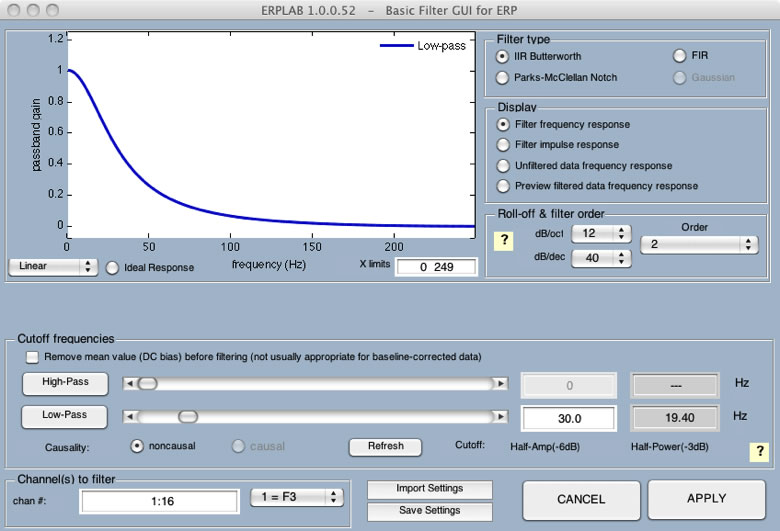 ERPLAB 1.0.0.52 - Basic Filter GUI for ERP
1.2
1
0.8
0.6
0.4
0.2
0
passband gain
Low-pass
0 50 100 150 200
frequency (Hz)
Linear
Ideal Response
X limits
0 249
Filter type
IIR Butterworth
FIR
Parks-McClellan Notch
Gaussian
Display
Filter frequency response
Filter impulse response
Unfiltered data frequency response
Preview filtered data frequency response
Roll-off & filter order
?
dB/oct 12
dB/dec 40
Order
2
Cutoff frequencies
Remove mean value (DC bias) before filtering (not usually appropriate for baseline-corrected data)
High-Pass
0
---
Hz
Low-Pass
30.0
19.40
Hz
Causality:
noncausal
causal
Refresh
Cutoff:
Half-Amp(-6dB)
Half-Power(-3dB)
?
Channel(s) to filter
chan #:
1:16
1 = F3
Import Settings
Save Settings
CANCEL
APPLY